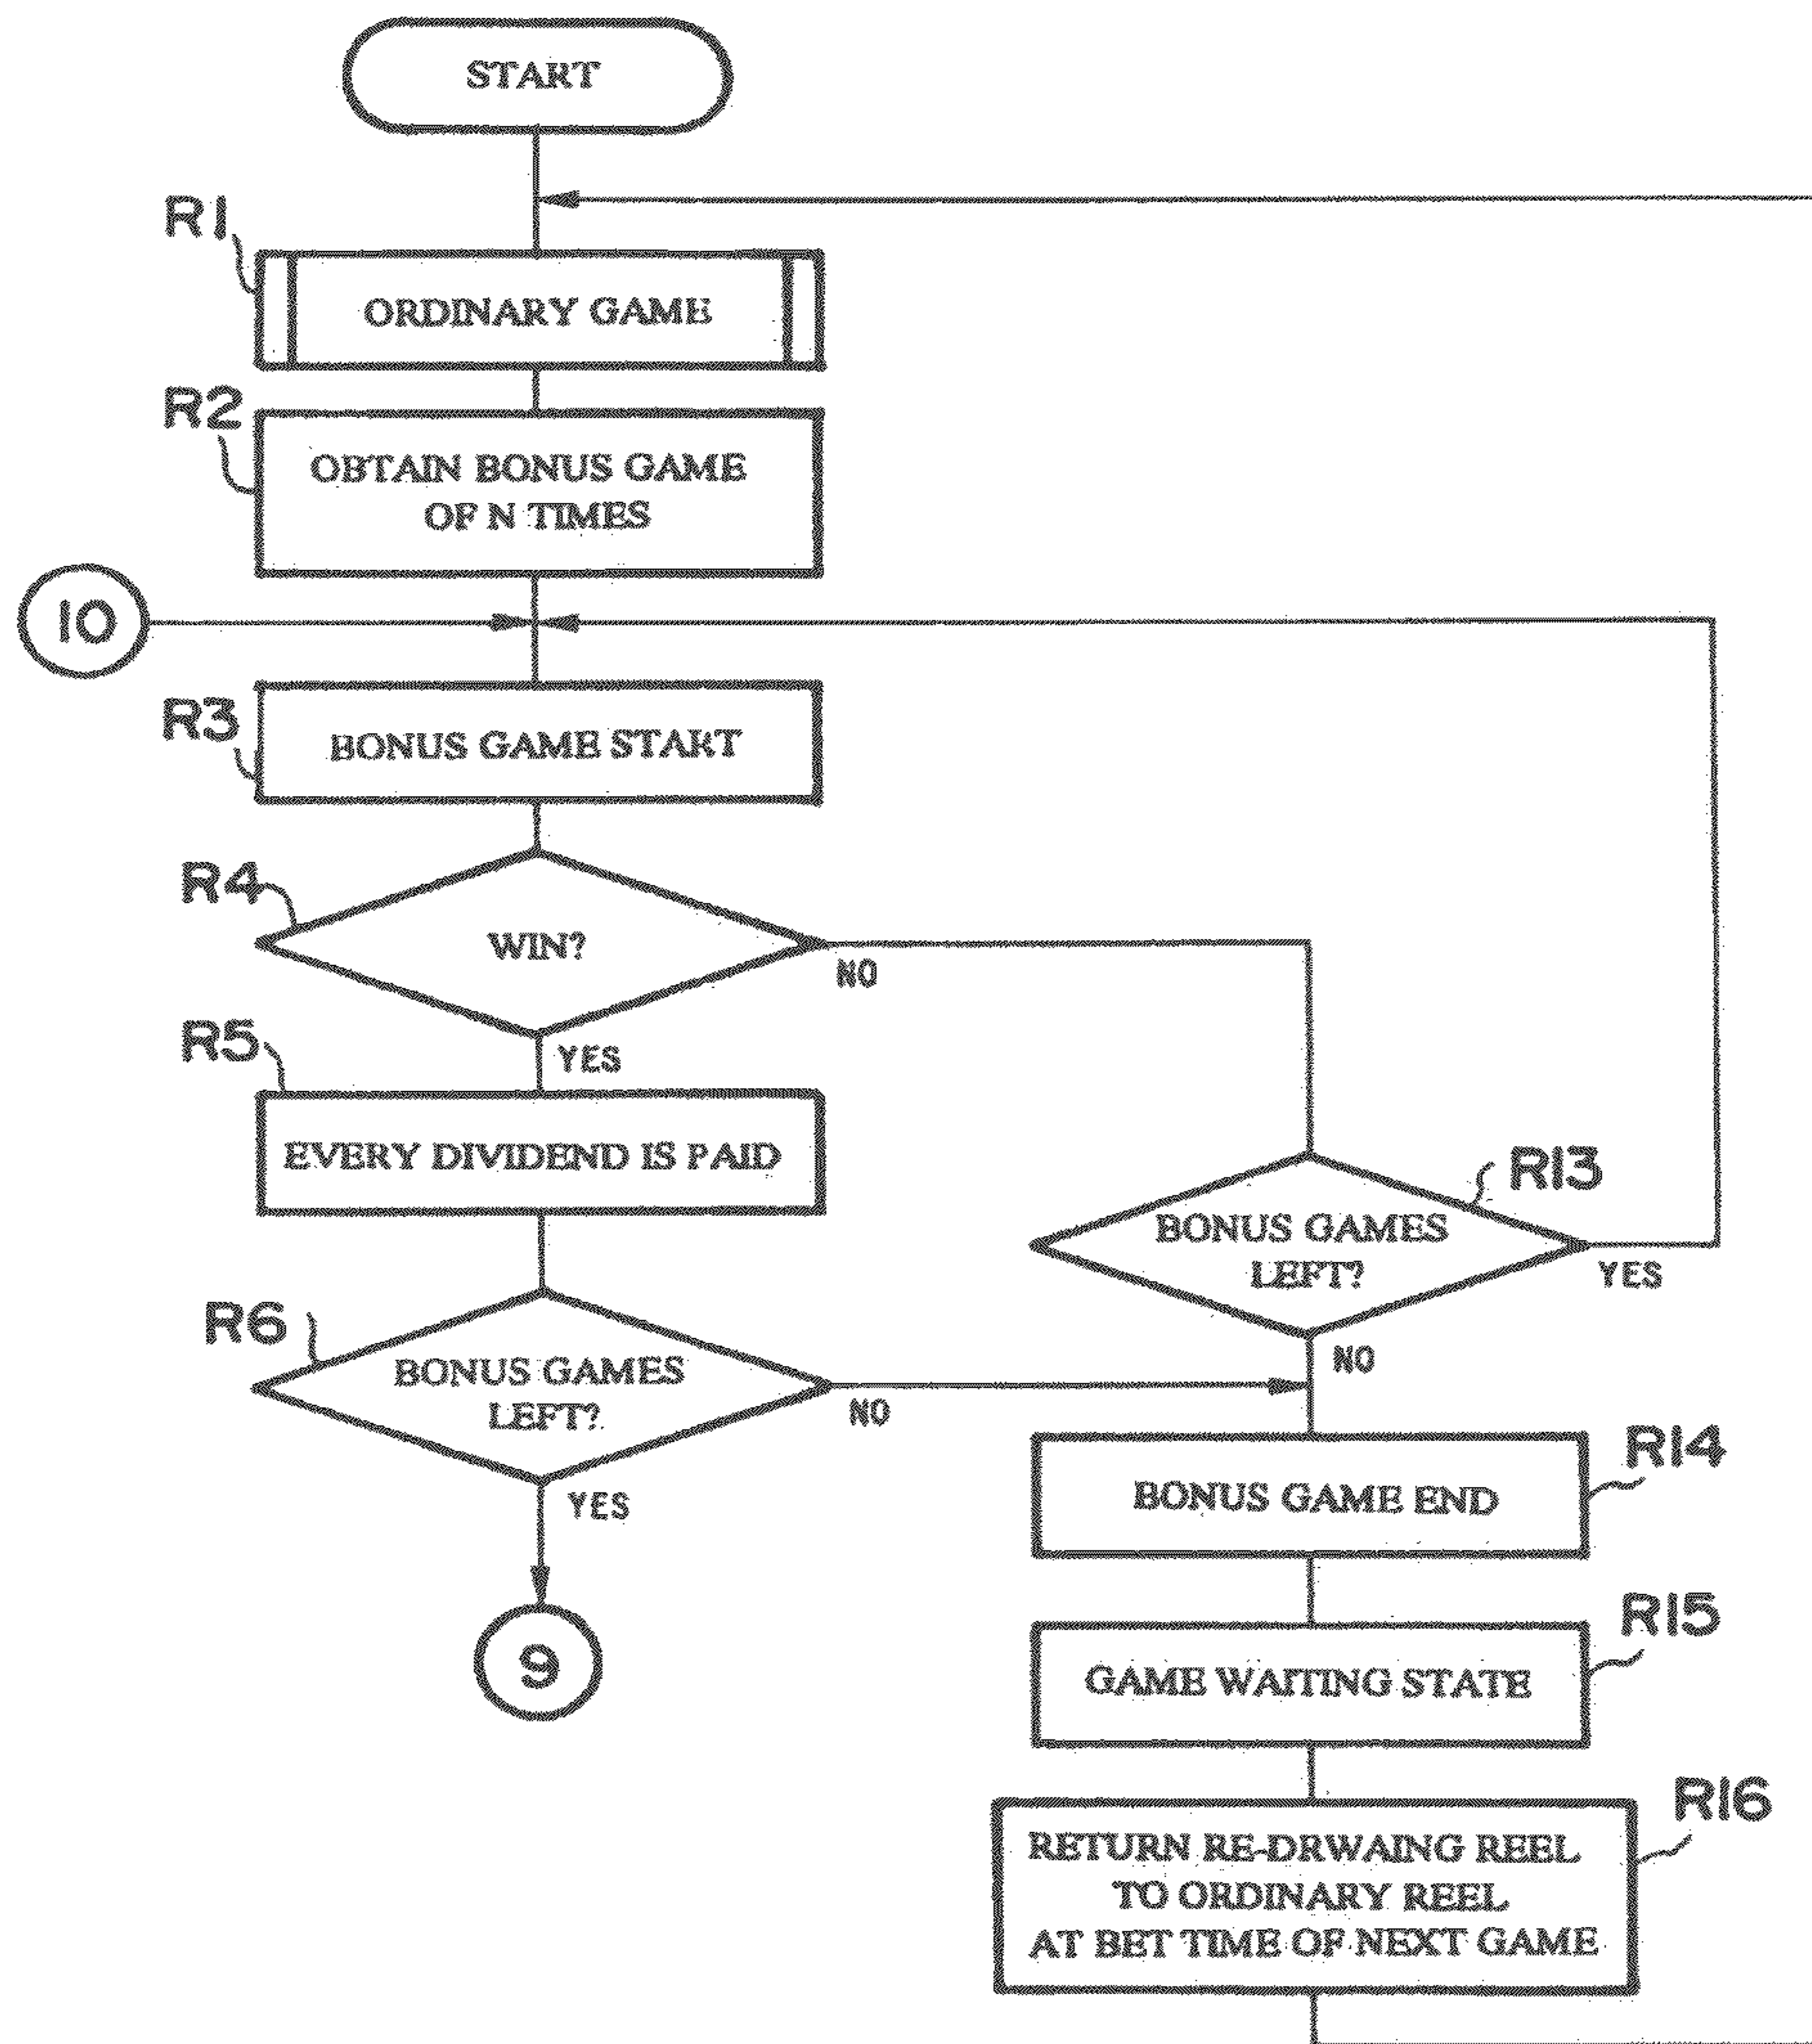 START
R1
ORDINARY GAME
R2
OBTAIN BONUS GAME
OF N TIMES
10
R3
BONUS GAME START
R4
WIN?
NO
YES
R5
EVERY DIVIDEND IS PAID
R13
BONUS GAMES
LEFT?
YES
NO
R6
BONUS GAMES
LEFT?
NO
YES
9
R14
BONUS GAME END
R15
GAME WAITING STATE
R16
RETURN RE-DRWAING REEL
TO ORDINARY REEL
AT BET TIME OF NEXT GAME